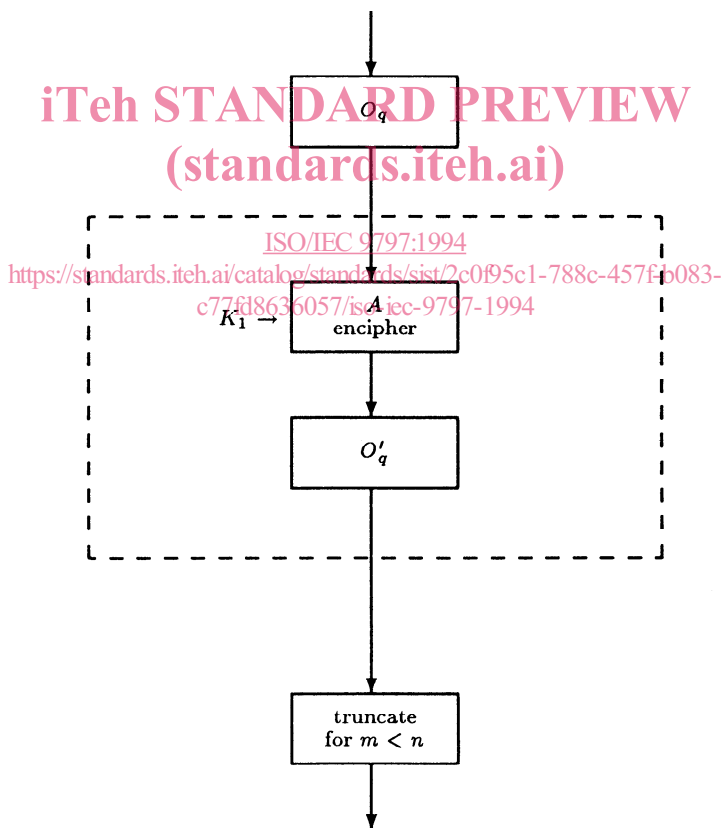 iTeh STANDARD PREVIEW
O_q
(standards.iteh.ai)
ISO/IEC 9797:1994
https://standards.iteh.ai/catalog/standards/sist/2c0f95c1-788c-457f-b083-
c77fd8636057/iso-iec-9797-1994
A
K₁ →
encipher
O'_q
truncate
for m < n